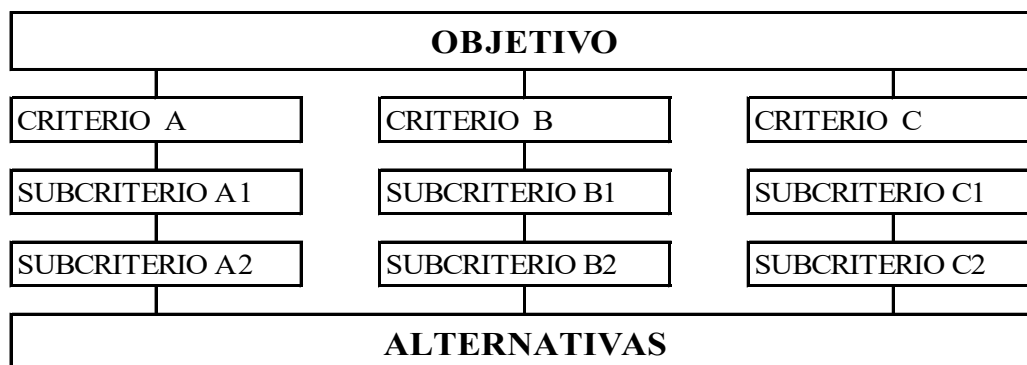 OBJETIVO
CRITERIO A
CRITERIO B
CRITERIO C
SUBCRITERIO A1
SUBCRITERIO B1
SUBCRITERIO C1
SUBCRITERIO A2
SUBCRITERIO B2
SUBCRITERIO C2
ALTERNATIVAS